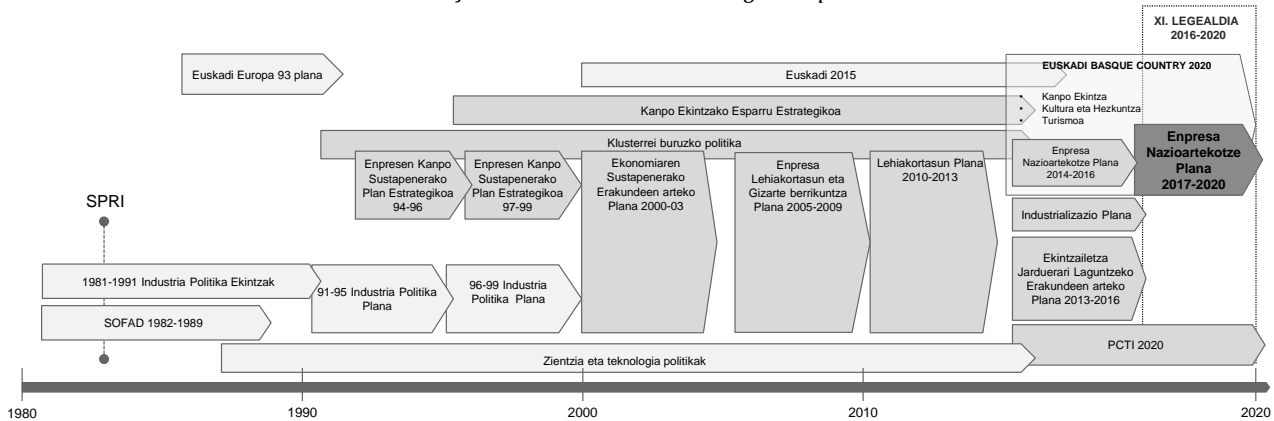 XI. LEGEALDIA
2016-2020
Euskadi Europa 93 plana
Euskadi 2015
EUSKADI BASQUE COUNTRY 2020
Kanpo Ekintzako Esparru Estrategikoa
• Kanpo Ekintza
• Kultura eta Hezkuntza
• Turismoa
Klusterrei buruzko politika
Enpresen Kanpo
Sustapenerako
Plan Estrategikoa
94-96
Enpresen Kanpo
Sustapenerako
Plan Estrategikoa
97-99
Ekonomiaren
Sustapenerako
Erakundeen arteko
Plana 2000-03
Enpresa
Lehiakortasun eta
Gizarte berrikuntza
Plana 2005-2009
Lehiakortasun Plana
2010-2013
Enpresa
Nazioartekotze Plana
2014-2016
Enpresa
Nazioartekotze
Plana
2017-2020
SPRI
Industrializazio Plana
1981-1991 Industria Politika Ekintzak
91-95 Industria Politika
Plana
96-99 Industria
Politika Plana
Ekintzailetza
Jarduerari Laguntzeko
Erakundeen arteko
Plana 2013-2016
SOFAD 1982-1989
Zientzia eta teknologia politikak
PCTI 2020
1980
1990
2000
2010
2020